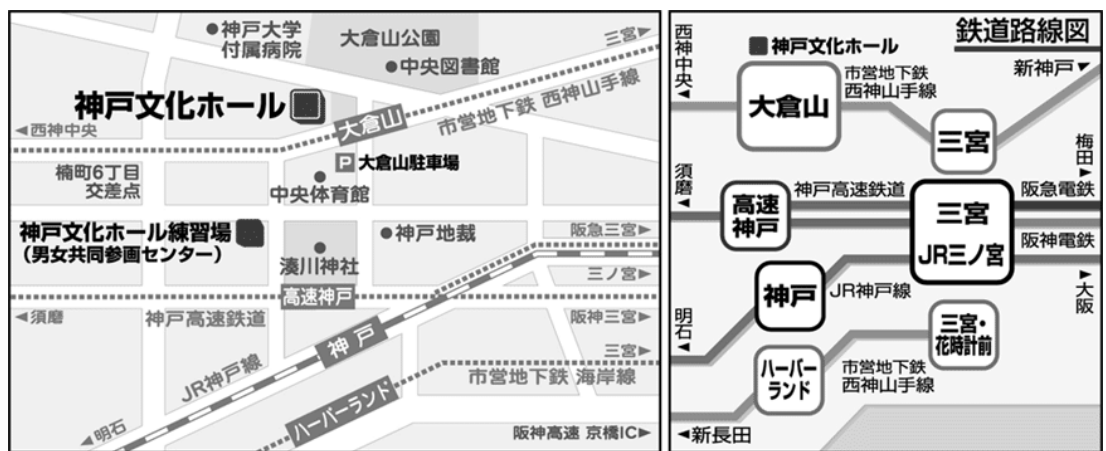 神戸大学
付属病院
大倉山公園
中央図書館
三宮▶
神戸文化ホール
大倉山
市営地下鉄 西神山手線
◀西神中央
P 大倉山駐車場
楠町6丁目
交差点
中央体育館
神戸文化ホール練習場
(男女共同参画センター)
神戸地裁
阪急三宮▶
湊川神社
三ノ宮▶
高速神戸
◀須磨
神戸高速鉄道
阪神三宮▶
神戸
三宮▶
JR神戸線
市営地下鉄 海岸線
ハーバーランド
◀明石
阪神高速 京橋IC▶
鉄道路線図
西神中央▼
神戸文化ホール
市営地下鉄
西神山手線
新神戸▶
大倉山
三宮
梅田▲
須磨▼
神戸高速鉄道
阪急電鉄
高速
神戸
三宮
JR三ノ宮
阪神電鉄
神戸
JR神戸線
▲大阪
明石▼
三宮・
花時計前
ハーバー
ランド
市営地下鉄
西神山手線
◀新長田